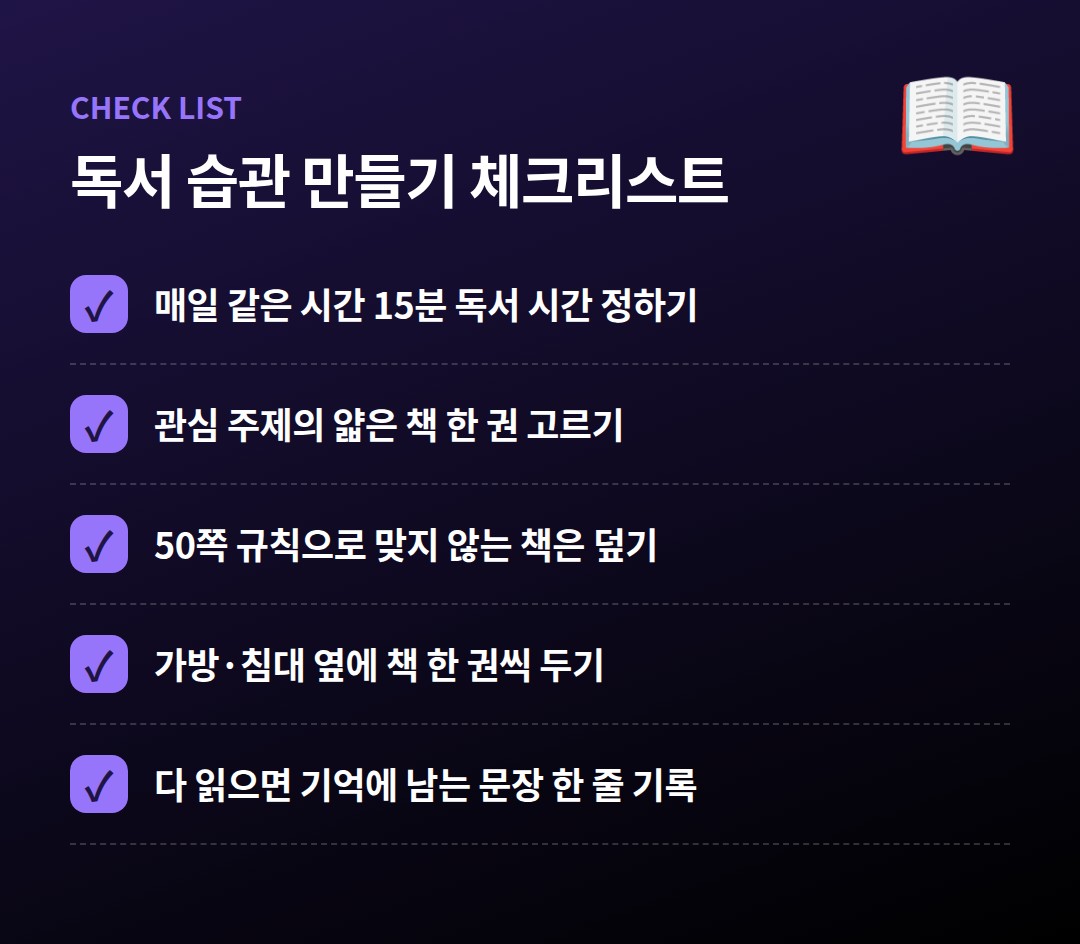 CHECK LIST
독서 습관 만들기 체크리스트
매일 같은 시간 15분 독서 시간 정하기
관심 주제의 얇은 책 한 권 고르기
50쪽 규칙으로 맞지 않는 책은 덮기
가방·침대 옆에 책 한 권씩 두기
다 읽으면 기억에 남는 문장 한 줄 기록